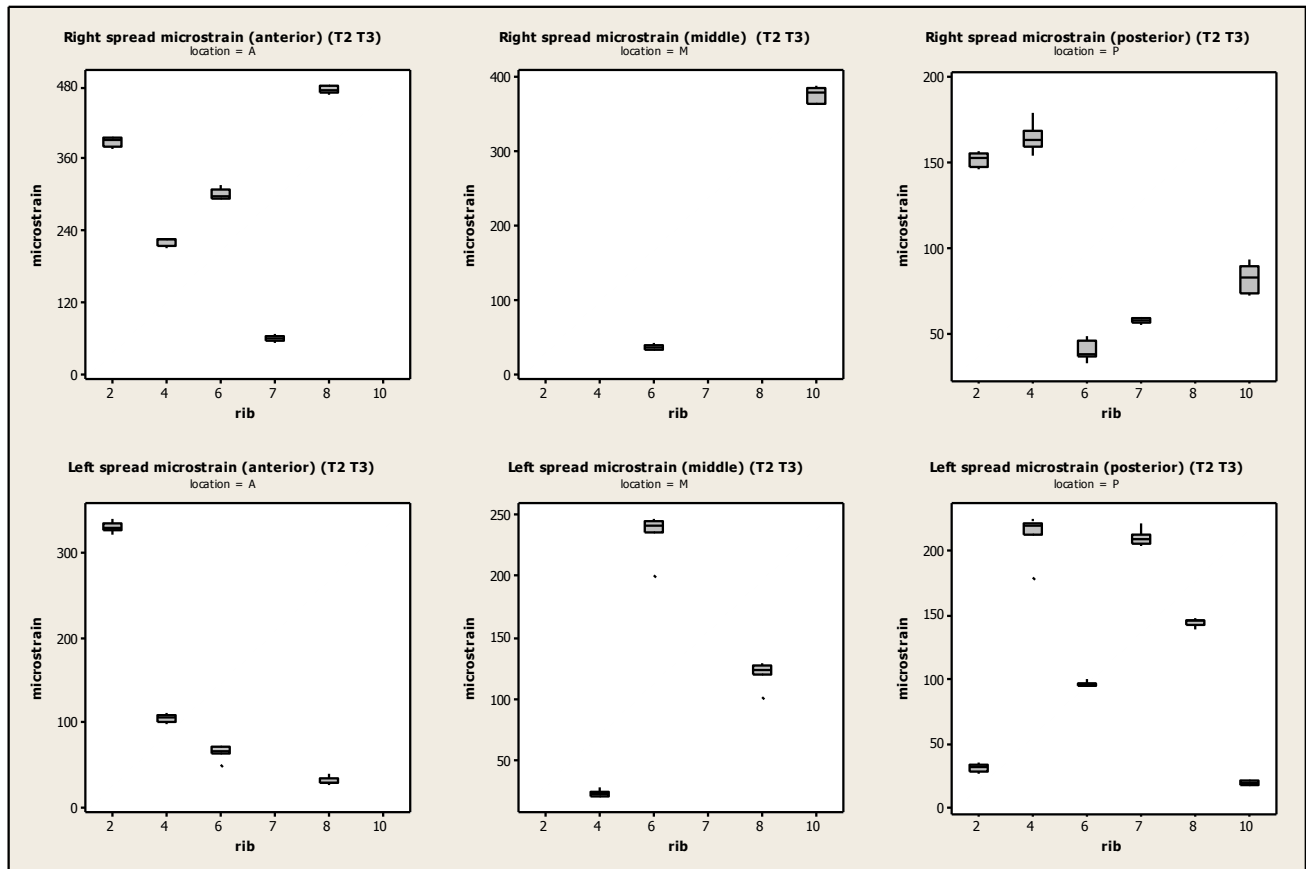 Right spread microstrain (anterior) (T2 T3)
location = A
480
360
240
120
0
microstrain
2 4 6 7 8 10
rib
Right spread microstrain (middle) (T2 T3)
location = M
400
300
200
100
0
microstrain
2 4 6 7 8 10
rib
Right spread microstrain (posterior) (T2 T3)
location = P
200
150
100
50
microstrain
2 4 6 7 8 10
rib
Left spread microstrain (anterior) (T2 T3)
location = A
300
200
100
0
microstrain
2 4 6 7 8 10
rib
Left spread microstrain (middle) (T2 T3)
location = M
250
200
150
100
50
microstrain
2 4 6 7 8 10
rib
Left spread microstrain (posterior) (T2 T3)
location = P
200
150
100
50
0
microstrain
2 4 6 7 8 10
rib